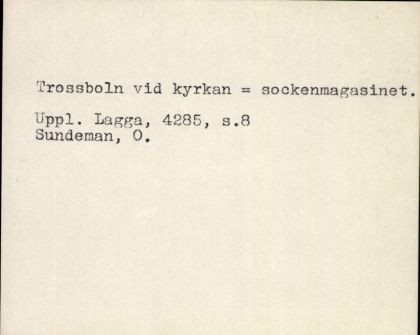 Trossboln vid kyrkan = sockenmagasinet.
Uppl. Lagga, 4285, s.8
Sundeman, O.